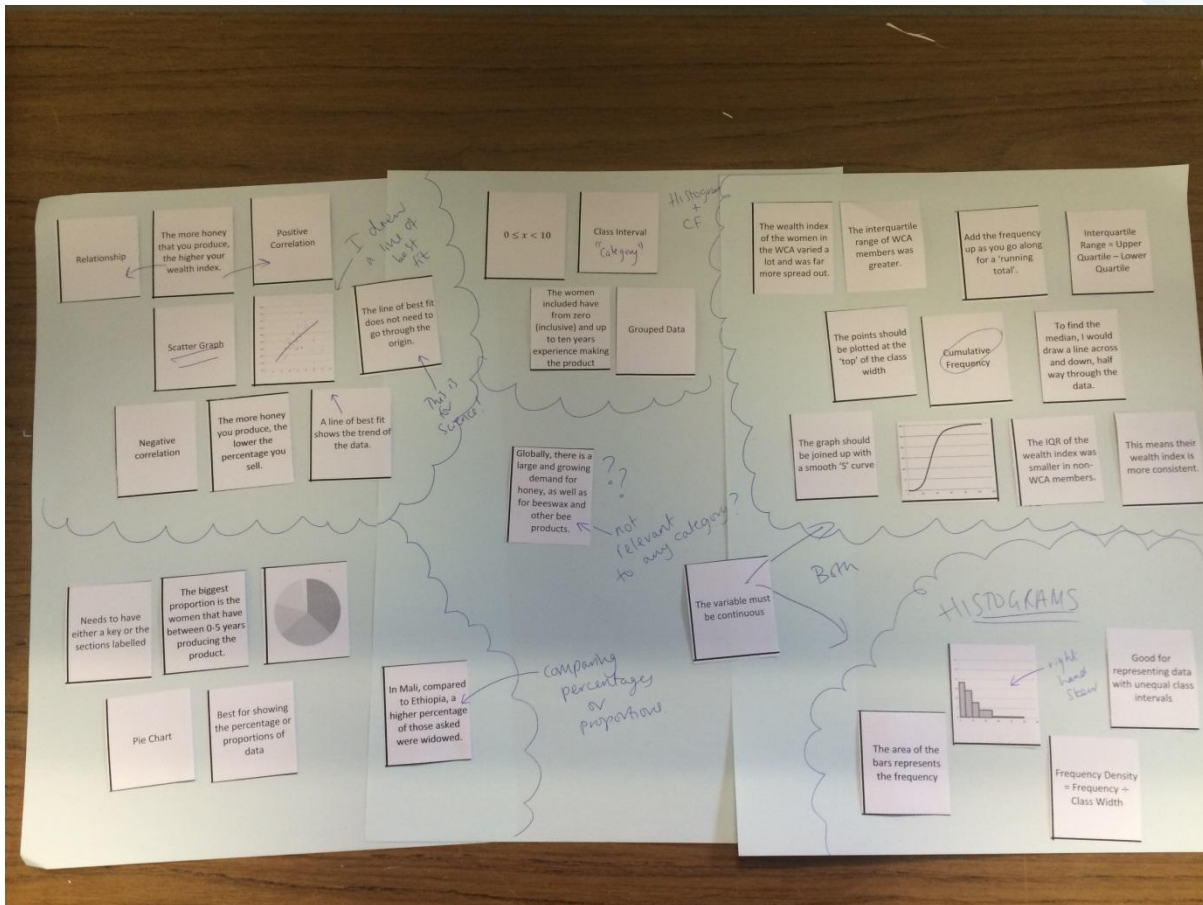 Relationship
The more honey
that you produce,
the higher your
wealth index.
Positive
Correlation
I drew
a line of
best
fit
Scatter Graph
The line of best fit
does not need to
go through the
origin.
This is
for
science!
Negative
correlation
The more honey
you produce, the
lower the
percentage you
sell.
A line of best fit
shows the trend of
the data.
0 ≤ x < 10
Class Interval
"Category"
Histogram
+
CF
The women
included have
from zero
(inclusive) and up
to ten years
experience making
the product
Grouped Data
The wealth index
of the women in
the WCA varied a
lot and was far
more spread out.
The interquartile
range of WCA
members was
greater.
Add the frequency
up as you go along
for a 'running
total'.
Interquartile
Range = Upper
Quartile – Lower
Quartile
The points should
be plotted at the
'top' of the class
width
Cumulative
Frequency
To find the
median, I would
draw a line across
and down, half
way through the
data.
The graph should
be joined up with
a smooth 'S' curve
The IQR of the
wealth index was
smaller in non-
WCA members.
This means their
wealth index is
more consistent.
Globally, there is a
large and growing
demand for
honey, as well as
for beeswax and
other bee
products.
??
not
relevant
to any category?
The variable must
be continuous
Both
Needs to have
either a key or the
sections labelled
The biggest
proportion is the
women that have
between 0-5 years
producing the
product.
Pie Chart
Best for showing
the percentage or
proportions of
data
In Mali, compared
to Ethiopia, a
higher percentage
of those asked
were widowed.
comparing
percentages
or
proportions
HISTOGRAMS
right
hand
skew
Good for
representing data
with unequal class
intervals
The area of the
bars represents
the frequency
Frequency Density
= Frequency ÷
Class Width